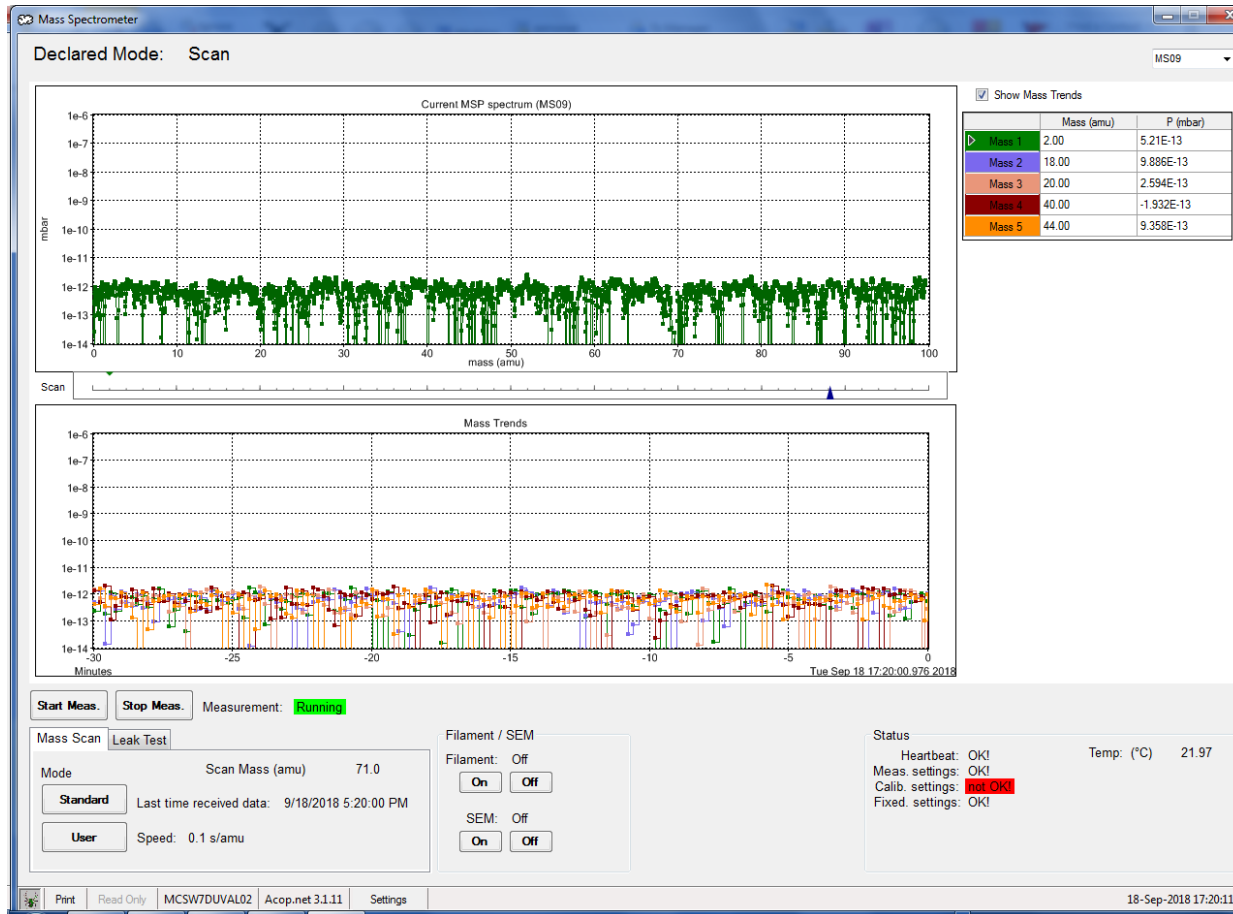 Mass Spectrometer
Declared Mode: Scan
MS09
Current MSP spectrum (MS09)
1e-6
1e-7
1e-8
1e-9
1e-10
1e-11
1e-12
1e-13
1e-14
mbar
0 10 20 30 40 50 60 70 80 90 100
mass (amu)
Show Mass Trends
Mass (amu) P (mbar)
Mass 1 2.00 5.21E-13
Mass 2 18.00 9.886E-13
Mass 3 20.00 2.594E-13
Mass 4 40.00 -1.932E-13
Mass 5 44.00 9.358E-13
Scan
Mass Trends
1e-6
1e-7
1e-8
1e-9
1e-10
1e-11
1e-12
1e-13
1e-14
-30 -25 -20 -15 -10 -5 0
Minutes
Tue Sep 18 17:20:00.976 2018
Start Meas. Stop Meas. Measurement: Running
Mass Scan Leak Test
Mode
Scan Mass (amu) 71.0
Standard
Last time received data: 9/18/2018 5:20:00 PM
User
Speed: 0.1 s/amu
Filament / SEM
Filament: Off
On Off
SEM: Off
On Off
Status
Heartbeat: OK!
Meas. settings: OK!
Calib. settings: not OK!
Fixed. settings: OK!
Temp: (°C) 21.97
Print Read Only MCSW7DUVAL02 Acop.net 3.1.11 Settings
18-Sep-2018 17:20:11